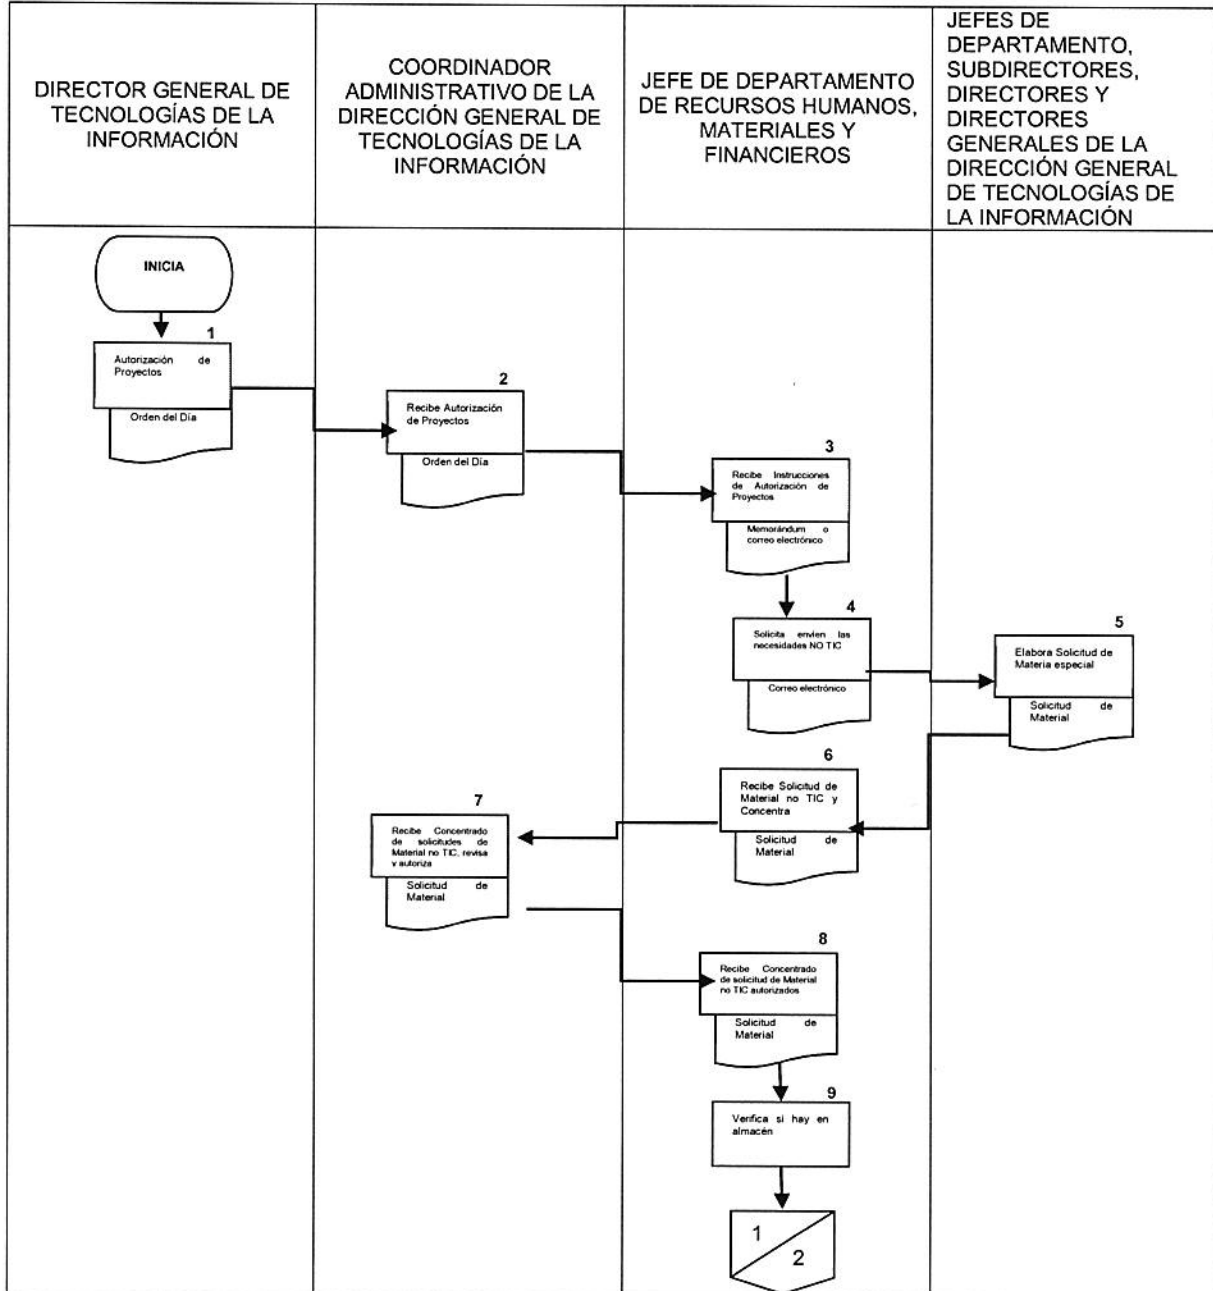 DIRECTOR GENERAL DE
TECNOLOGÍAS DE LA
INFORMACIÓN
COORDINADOR
ADMINISTRATIVO DE LA
DIRECCIÓN GENERAL DE
TECNOLOGÍAS DE LA
INFORMACIÓN
JEFE DE DEPARTAMENTO
DE RECURSOS HUMANOS,
MATERIALES Y
FINANCIEROS
JEFES DE
DEPARTAMENTO,
SUBDIRECTORES,
DIRECTORES Y
DIRECTORES
GENERALES DE LA
DIRECCIÓN GENERAL
DE TECNOLOGÍAS DE
LA INFORMACIÓN
INICIA
1
Autorización de
Proyectos
Orden del Día
2
Recibe Autorización
de Proyectos
Orden del Día
3
Recibe Instrucciones
de Autorización de
Proyectos
Memorándum o
correo electrónico
4
Solicita envíen las
necesidades NO TIC
Correo electrónico
5
Elabora Solicitud de
Materia especial
Solicitud de
Material
6
Recibe Solicitud de
Material no TIC y
Concentra
Solicitud de
Material
7
Recibe Concentrado
de solicitudes de
Material no TIC, revisa
y autoriza
Solicitud de
Material
8
Recibe Concentrado
de solicitud de Material
no TIC autorizados
Solicitud de
Material
9
Verifica si hay en
almacén
1
2